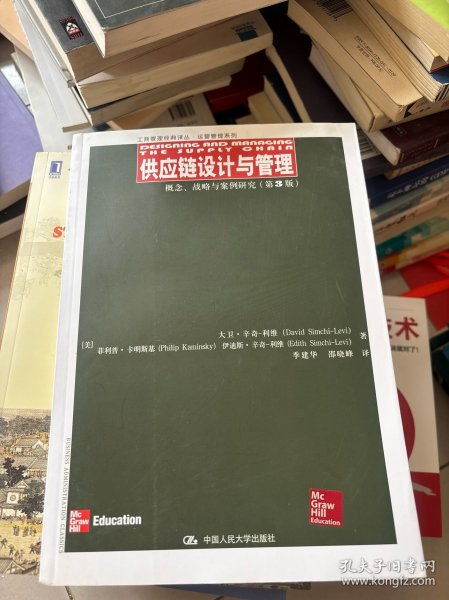 工商管理经典译丛·运营管理系列
DESIGNING AND MANAGING
THE SUPPLY CHAIN
供应链设计与管理
概念、战略与案例研究（第3版）
大卫·辛奇-利维 (David Simchi-Levi)
[美] 菲利普·卡明斯基 (Philip Kaminsky) 伊迪斯·辛奇-利维 (Edith Simchi-Levi) 著
季建华 邵晓峰 译
BUSINESS ADMINISTRATION CLASSICS
Mc
Graw
Hill
Education
Mc
Graw
Hill
Education
中国人民大学出版社
术
孔夫子旧书网
www.kongfz.com